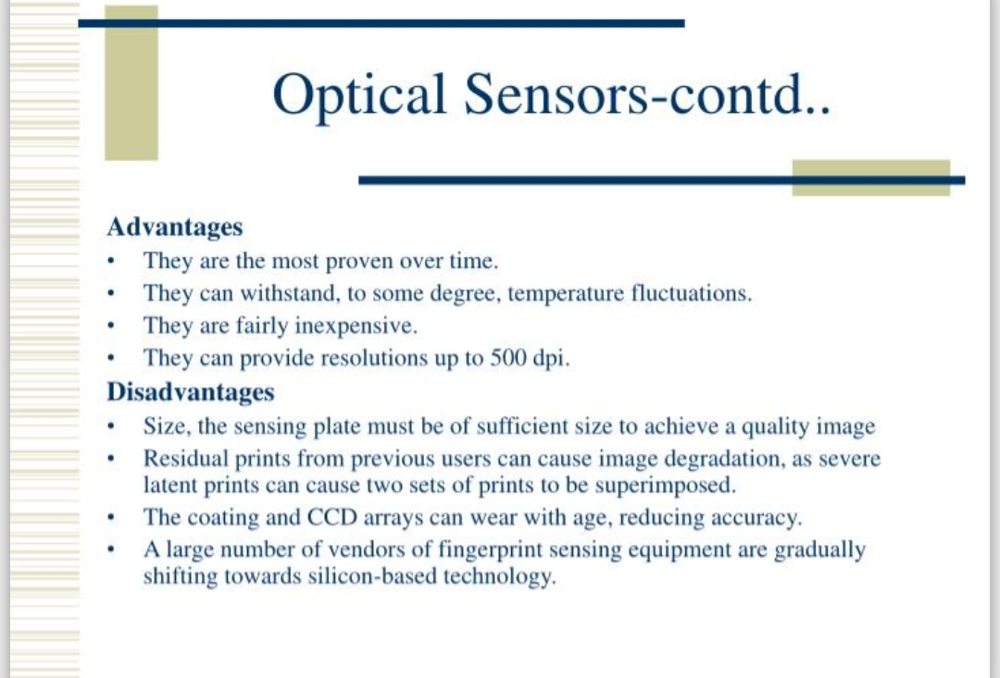 Optical Sensors-contd..
Advantages
• They are the most proven over time.
• They can withstand, to some degree, temperature fluctuations.
• They are fairly inexpensive.
• They can provide resolutions up to 500 dpi.
Disadvantages
• Size, the sensing plate must be of sufficient size to achieve a quality image
• Residual prints from previous users can cause image degradation, as severe
latent prints can cause two sets of prints to be superimposed.
• The coating and CCD arrays can wear with age, reducing accuracy.
• A large number of vendors of fingerprint sensing equipment are gradually
shifting towards silicon-based technology.